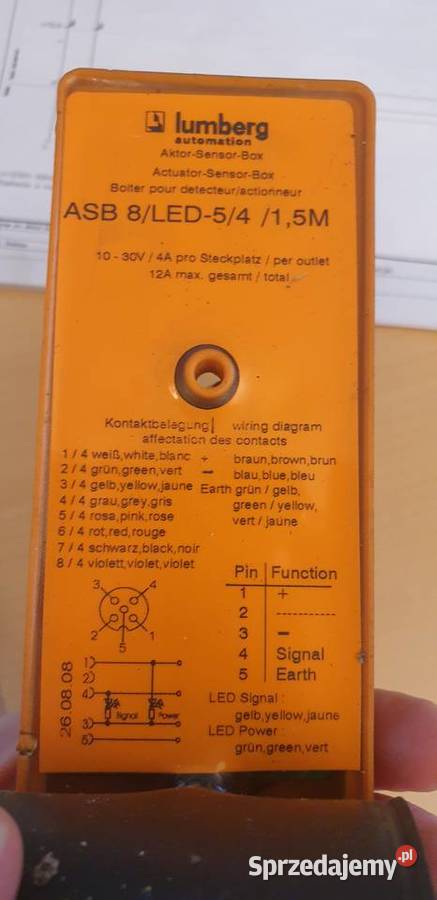 lumberg
automation
Aktor-Sensor-Box
Actuator-Sensor-Box
Boiter pour detecteur/actionneur
ASB 8/LED-5/4 /1,5M
10 - 30V / 4A pro Steckplatz / per outlet
12A max. gesamt / total
Kontaktbelegung wiring diagram
affectation des contacts
1 / 4 weiß,white,blanc + braun,brown,brun
2 / 4 grün,green,vert − blau,blue,bleu
3 / 4 gelb,yellow,jaune Earth grün / gelb,
4 / 4 grau,grey,gris green / yellow,
5 / 4 rosa,pink,rose vert / jaune
6 / 4 rot,red,rouge
7 / 4 schwarz,black,noir
8 / 4 violett,violet,violet
Pin Function
1 +
2 ------------
3 −
4 Signal
5 Earth
3 4
2 1
5
1
2
4
Signal Power
3
5
26.08.08
LED Signal :
gelb,yellow,jaune
LED Power :
grün,green,vert
Sprzedajemy.pl